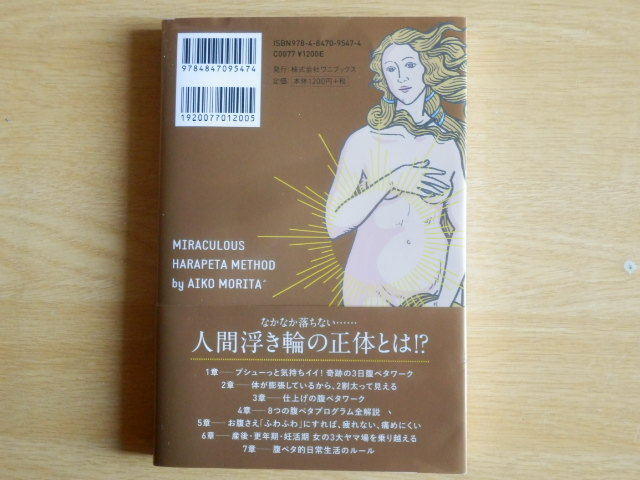 ISBN978-4-8470-9547-4
C0077 ¥1200E
発行:株式会社ワニブックス
定価:本体1200円+税
9784847095474
1920077012005
MIRACULOUS
HARAPETA METHOD
by AIKO MORITA
なかなか落ちない……
人間浮き輪の正体とは!?
1章──プシューっと気持ちイイ!奇跡の3日腹ペタワーク
2章──体が膨張しているから、2割太って見える
3章──仕上げの腹ペタワーク
4章──8つの腹ペタプログラム全解説
5章──お腹さえ「ふわふわ」にすれば、疲れない、痛めにくい
6章──産後・更年期・妊活期 女の3大ヤマ場を乗り越える
7章──腹ペタ的日常生活のルール